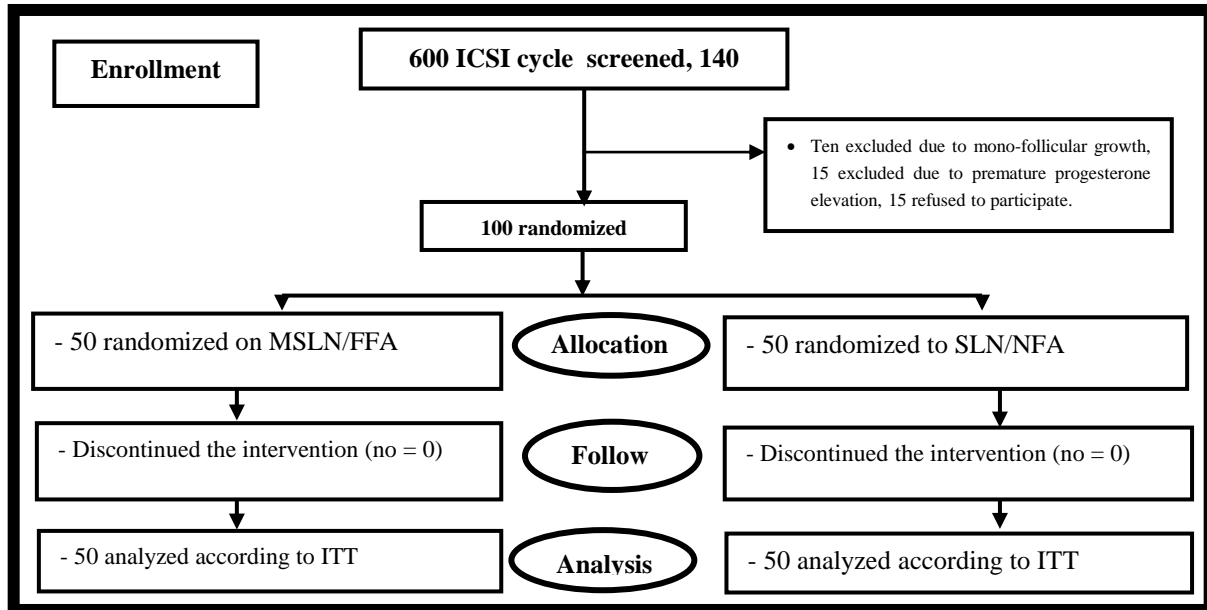 Enrollment
600 ICSI cycle screened, 140
• Ten excluded due to mono-follicular growth,
15 excluded due to premature progesterone
elevation, 15 refused to participate.
100 randomized
- 50 randomized on MSLN/FFA
Allocation
- 50 randomized to SLN/NFA
- Discontinued the intervention (no = 0)
Follow
- Discontinued the intervention (no = 0)
- 50 analyzed according to ITT
Analysis
- 50 analyzed according to ITT